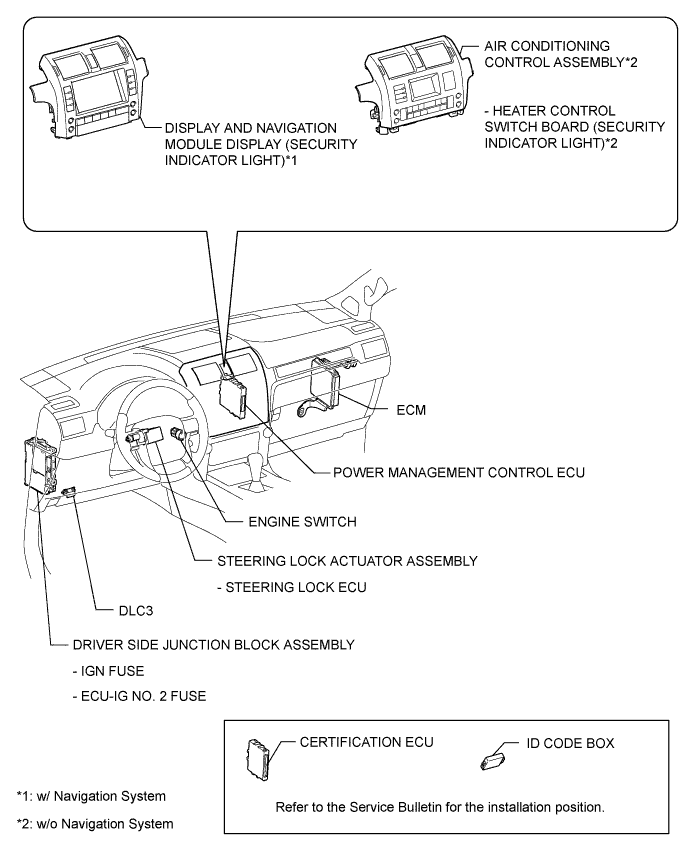 AIR CONDITIONING
CONTROL ASSEMBLY*2
- HEATER CONTROL
SWITCH BOARD (SECURITY
INDICATOR LIGHT)*2
DISPLAY AND NAVIGATION
MODULE DISPLAY (SECURITY
INDICATOR LIGHT)*1
ECM
POWER MANAGEMENT CONTROL ECU
ENGINE SWITCH
STEERING LOCK ACTUATOR ASSEMBLY
- STEERING LOCK ECU
DLC3
DRIVER SIDE JUNCTION BLOCK ASSEMBLY
- IGN FUSE
- ECU-IG NO. 2 FUSE
CERTIFICATION ECU
ID CODE BOX
Refer to the Service Bulletin for the installation position.
*1: w/ Navigation System
*2: w/o Navigation System